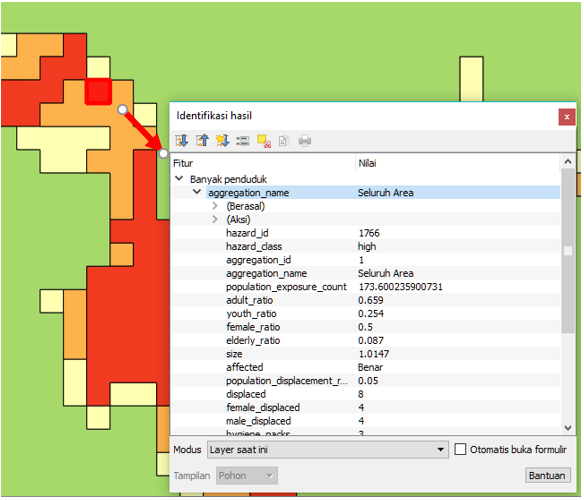 Identifikasi hasil
x
Fitur Nilai
Banyak penduduk
aggregation_name Seluruh Area
(Berasal)
(Aksi)
hazard_id 1766
hazard_class high
aggregation_id 1
aggregation_name Seluruh Area
population_exposure_count 173.600235900731
adult_ratio 0.659
youth_ratio 0.254
female_ratio 0.5
elderly_ratio 0.087
size 1.0147
affected Benar
population_displacement_r... 0.05
displaced 8
female_displaced 4
male_displaced 4
hygiene_packs 3
Modus Layer saat ini Otomatis buka formulir
Tampilan Pohon Bantuan